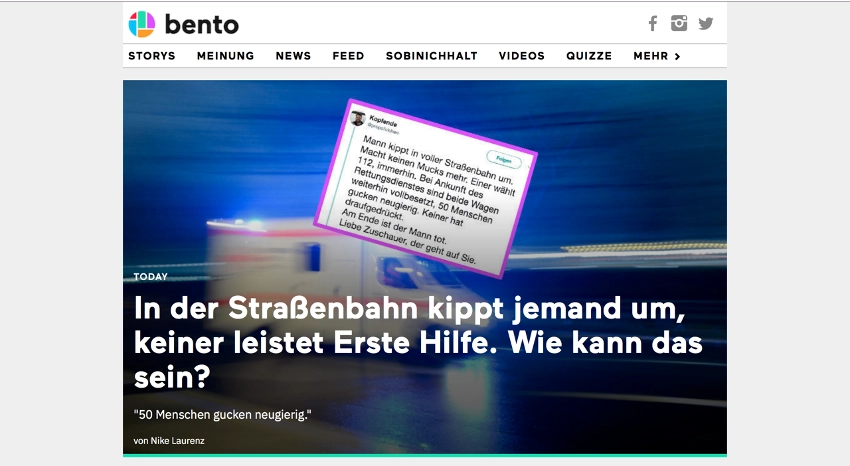 bento
STORYS MEINUNG NEWS FEED SOBINICHHALT VIDEOS QUIZZE MEHR >
Kopfende
Folgen
Mann kippt in voller Straßenbahn um.
Macht keinen Mucks mehr. Einer wählt
112, immerhin. Bei Ankunft des
Rettungsdienstes sind beide Wagen
weiterhin vollbesetzt, 50 Menschen
gucken neugierig. Keiner hat
draufgedrückt.
Am Ende ist der Mann tot.
Liebe Zuschauer, der geht auf Sie.
TODAY
In der Straßenbahn kippt jemand um,
keiner leistet Erste Hilfe. Wie kann das
sein?
"50 Menschen gucken neugierig."
von Nike Laurenz